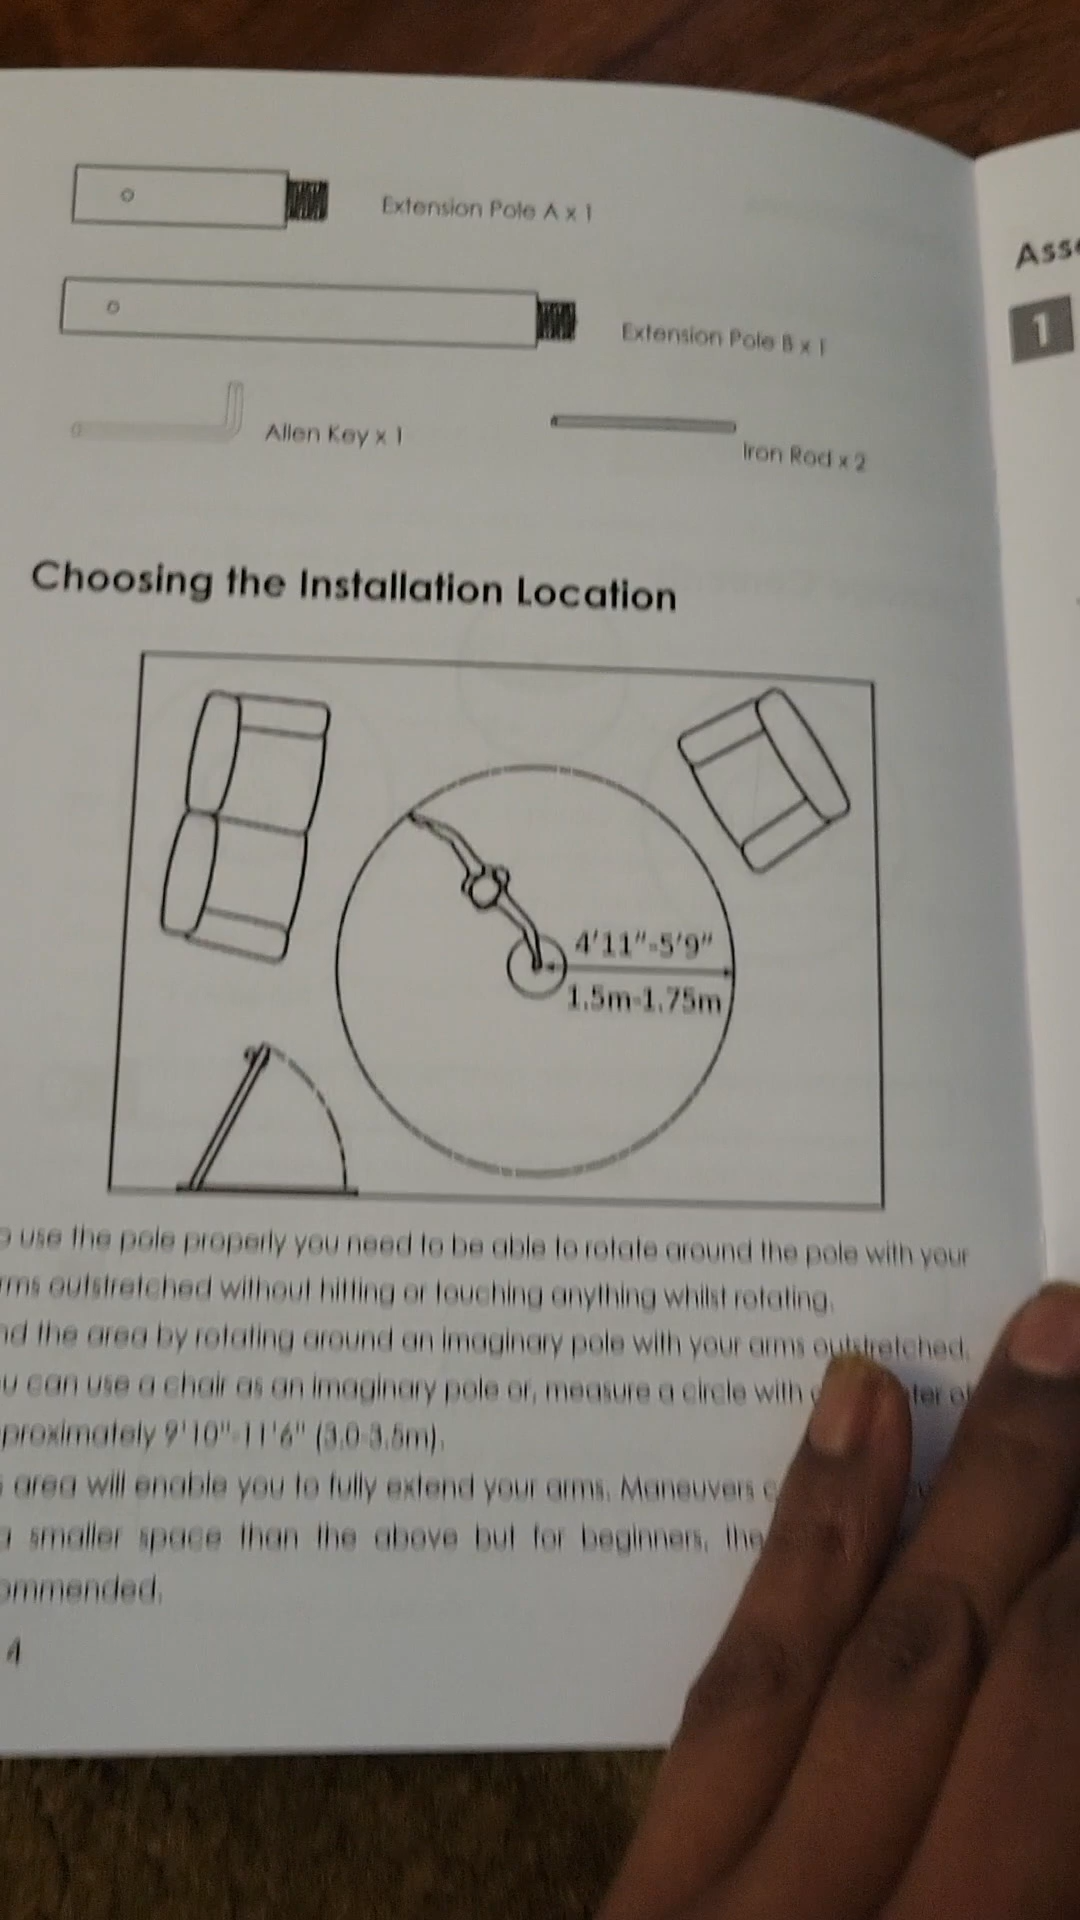 Extension Pole A x 1
Asse
1
Extension Pole B x 1
Allen Key x 1
Iron Rod x 2
Choosing the Installation Location
4'11"-5'9"
1.5m-1.75m
use the pole properly you need to be able to rotate around the pole with your
rms outstretched without hitting or touching anything whilst rotating.
nd the area by rotating around an imaginary pole with your arms outstretched.
u can use a chair as an imaginary pole or, measure a circle with
proximately 9'10"-11'6" (3.0-3.5m).
area will enable you to fully extend your arms. Maneuvers
smaller space than the above but for beginners, the
ommended.
4